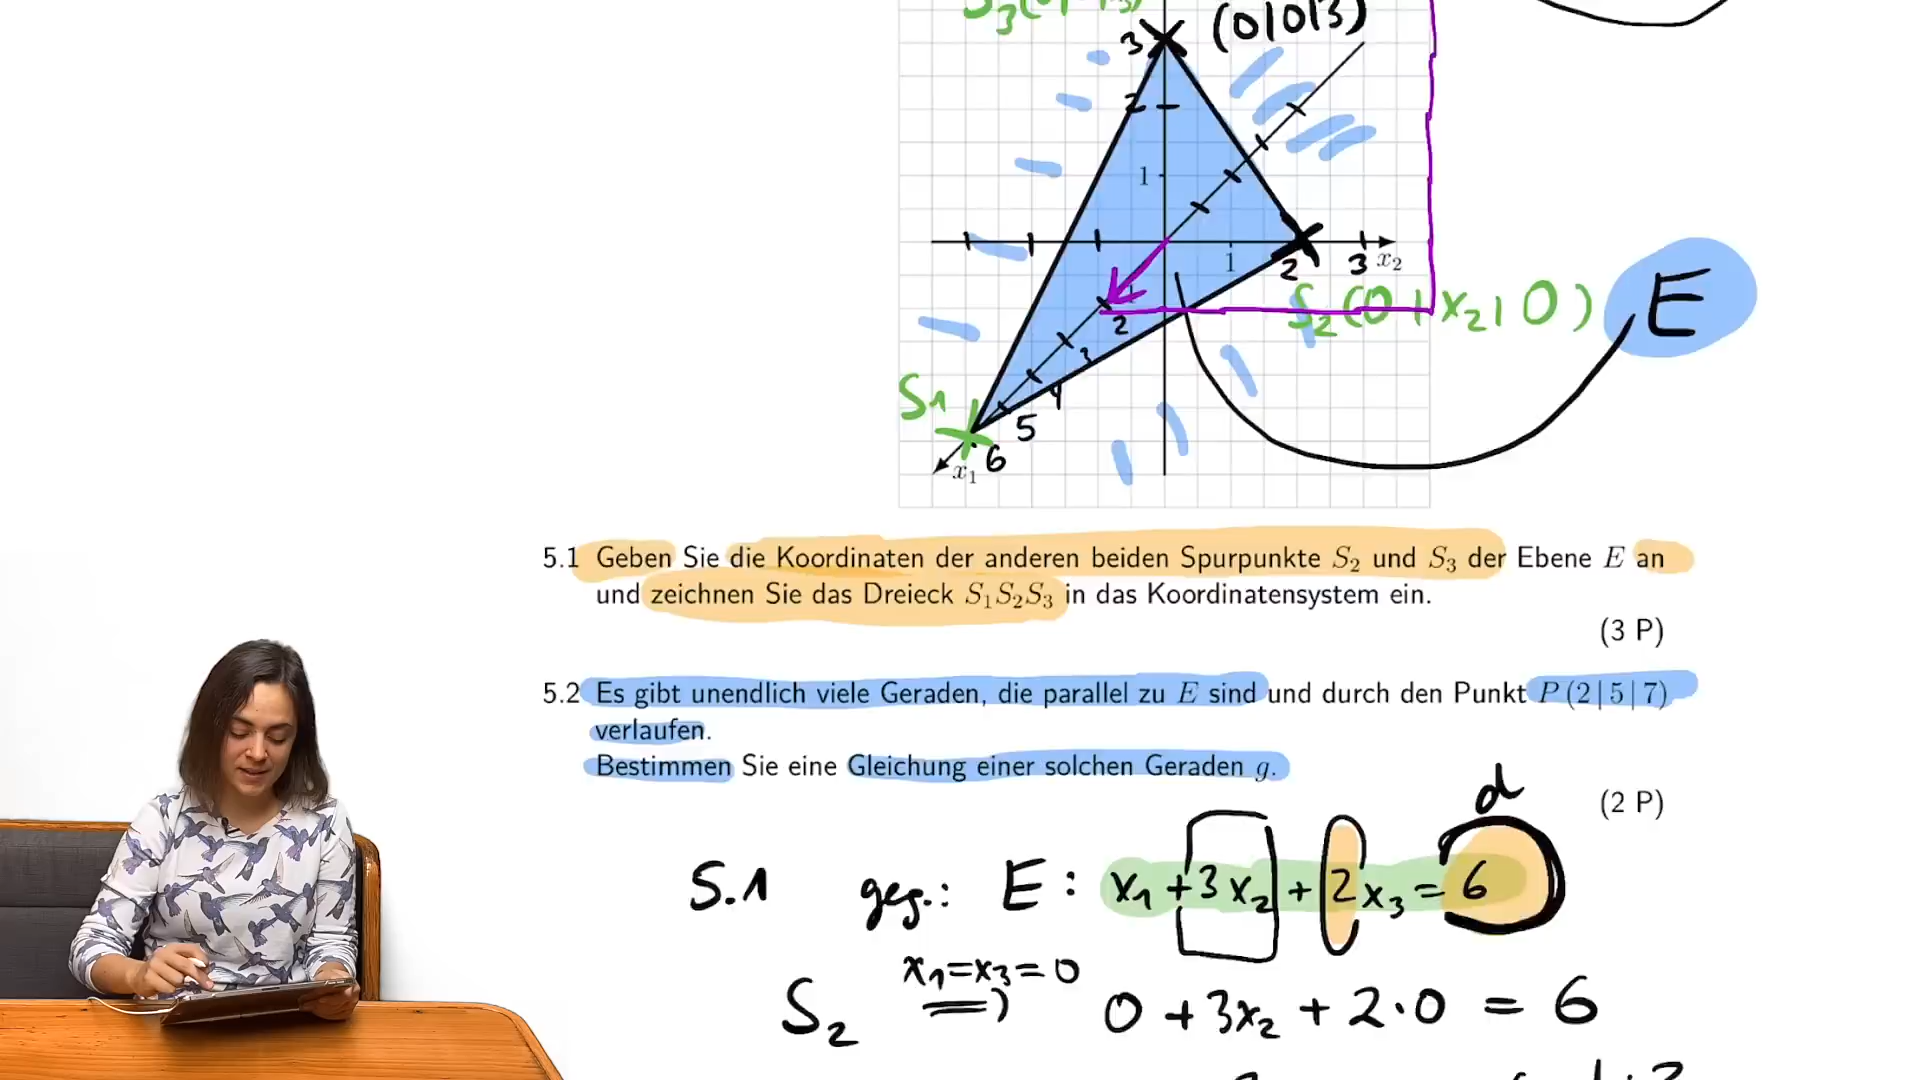 (0|0|3)
3
2
1
1 2 3 x₂
S₂(0 | x₂ | 0)
E
2
3
4
S₁
5
6
x₁
5.1 Geben Sie die Koordinaten der anderen beiden Spurpunkte S₂ und S₃ der Ebene E an
und zeichnen Sie das Dreieck S₁S₂S₃ in das Koordinatensystem ein.
(3 P)
5.2 Es gibt unendlich viele Geraden, die parallel zu E sind und durch den Punkt P(2|5|7)
verlaufen.
Bestimmen Sie eine Gleichung einer solchen Geraden g.
(2 P)
d
5.1 geg.: E: x₁ + 3x₂ + 2x₃ = 6
x₁=x₃=0
S₂ ⟹ 0 + 3x₂ + 2·0 = 6